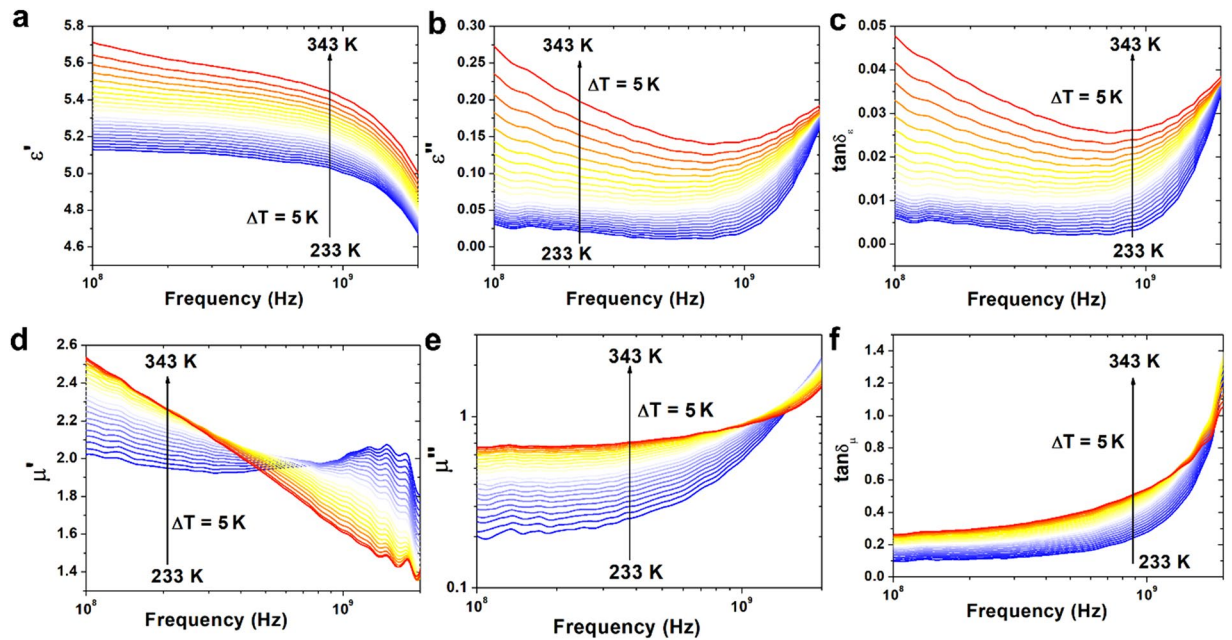 a
5.8
5.6
5.4
5.2
5.0
4.8
4.6
ε'
343 K
ΔT = 5 K
233 K
10⁸
10⁹
Frequency (Hz)
b
0.30
0.25
0.20
0.15
0.10
0.05
0.00
ε''
343 K
ΔT = 5 K
233 K
10⁸
10⁹
Frequency (Hz)
c
0.05
0.04
0.03
0.02
0.01
0.00
tanδε
343 K
ΔT = 5 K
233 K
10⁸
10⁹
Frequency (Hz)
d
2.6
2.4
2.2
2.0
1.8
1.6
1.4
μ'
343 K
ΔT = 5 K
233 K
10⁸
10⁹
Frequency (Hz)
e
1
0.1
μ''
343 K
ΔT = 5 K
233 K
10⁸
10⁹
Frequency (Hz)
f
1.4
1.2
1.0
0.8
0.6
0.4
0.2
0.0
tanδμ
343 K
ΔT = 5 K
233 K
10⁸
10⁹
Frequency (Hz)